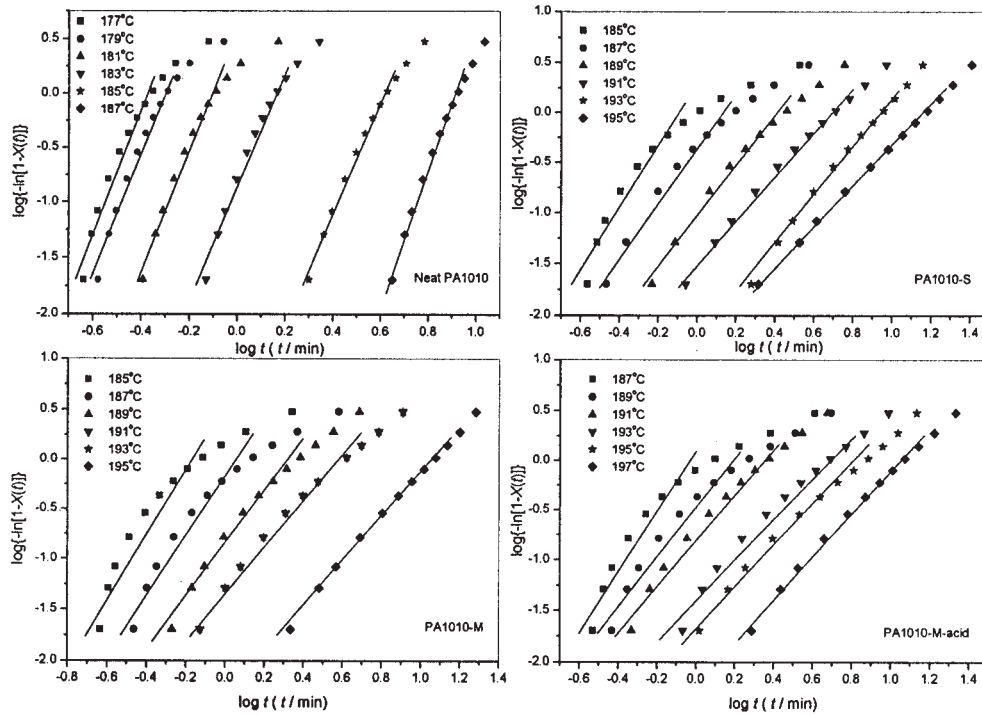 1.0
0.5
0.0
-0.5
-1.0
-1.5
-2.0
log{-ln[1-X(t)]}
177°C
179°C
181°C
183°C
185°C
187°C
Neat PA1010
-0.6 -0.4 -0.2 0.0 0.2 0.4 0.6 0.8 1.0
log t ( t / min)
1.0
0.5
0.0
-0.5
-1.0
-1.5
-2.0
log{-ln[1-X(t)]}
185°C
187°C
189°C
191°C
193°C
195°C
PA1010-S
-0.6 -0.4 -0.2 0.0 0.2 0.4 0.6 0.8 1.0 1.2 1.4
log t ( t / min)
1.0
0.5
0.0
-0.5
-1.0
-1.5
-2.0
log{-ln[1-X(t)]}
185°C
187°C
189°C
191°C
193°C
195°C
PA1010-M
-0.8 -0.6 -0.4 -0.2 0.0 0.2 0.4 0.6 0.8 1.0 1.2 1.4
log t ( t / min)
1.0
0.5
0.0
-0.5
-1.0
-1.5
-2.0
log{-ln[1-X(t)]}
187°C
189°C
191°C
193°C
195°C
197°C
PA1010-M-acid
-0.6 -0.4 -0.2 0.0 0.2 0.4 0.6 0.8 1.0 1.2 1.4
log t ( t / min)